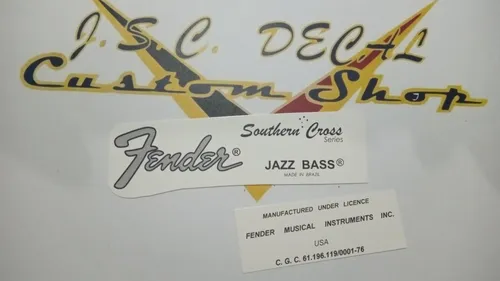 J.S.C. DECAL
Custom Shop
Fender®
Southern Cross
Series
JAZZ BASS®
MADE IN BRAZIL
MANUFACTURED UNDER LICENCE
FENDER MUSICAL INSTRUMENTS INC.
USA
C. G. C. 61.196.119/0001-76